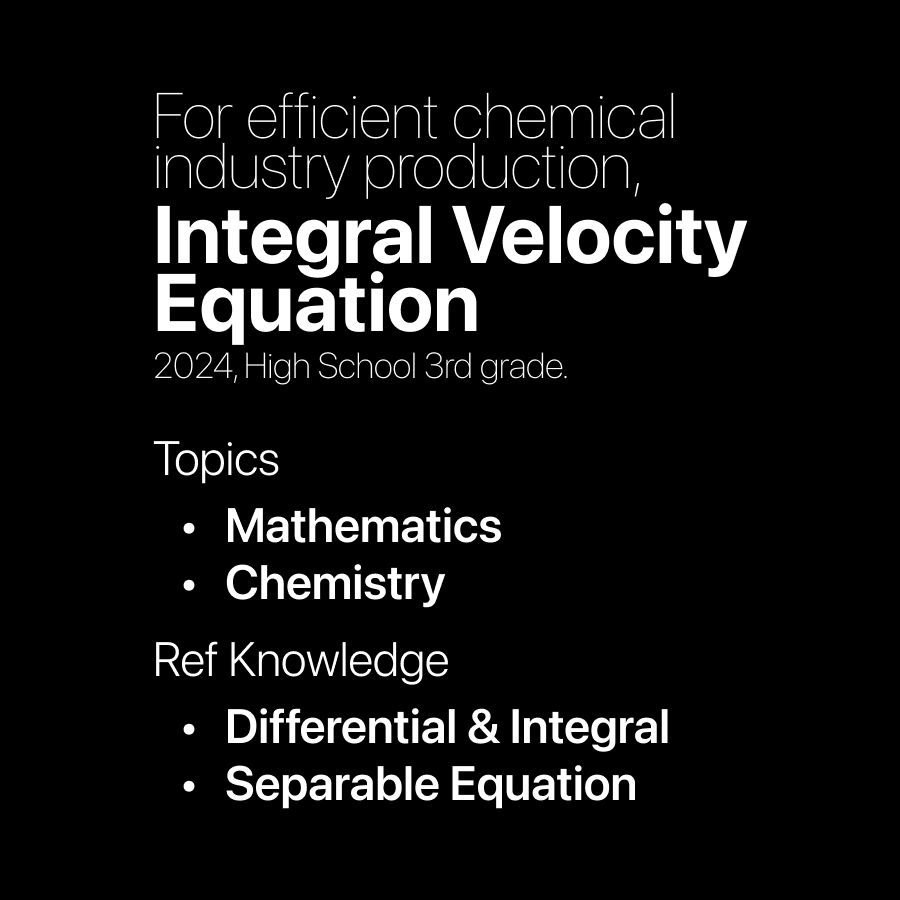 For efficient chemical
industry production,
Integral Velocity
Equation
2024, High School 3rd grade.
Topics
• Mathematics
• Chemistry
Ref Knowledge
• Differential & Integral
• Separable Equation